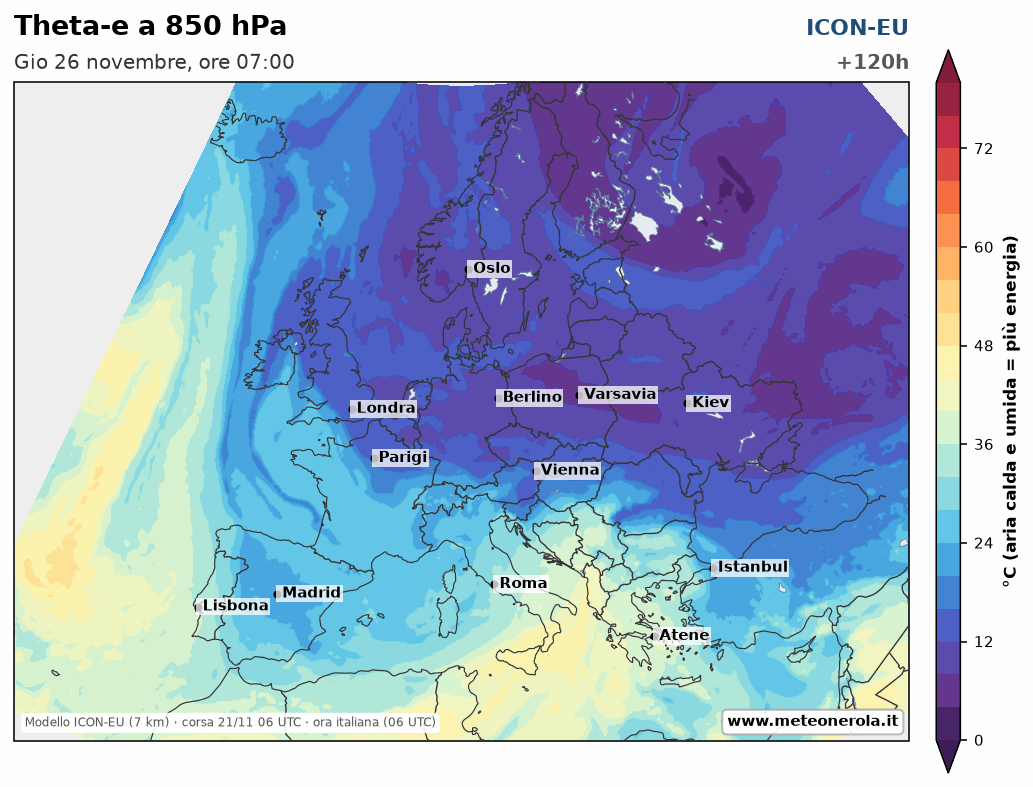 Theta-e a 850 hPa
ICON-EU
Gio 26 novembre, ore 07:00
+120h
72
60
48
36
24
12
0
°C (aria calda e umida = più energia)
Oslo
Berlino
Varsavia
Kiev
Londra
Parigi
Vienna
Istanbul
Roma
Madrid
Lisbona
Atene
Modello ICON-EU (7 km) · corsa 21/11 06 UTC · ora italiana (06 UTC)
www.meteonerola.it